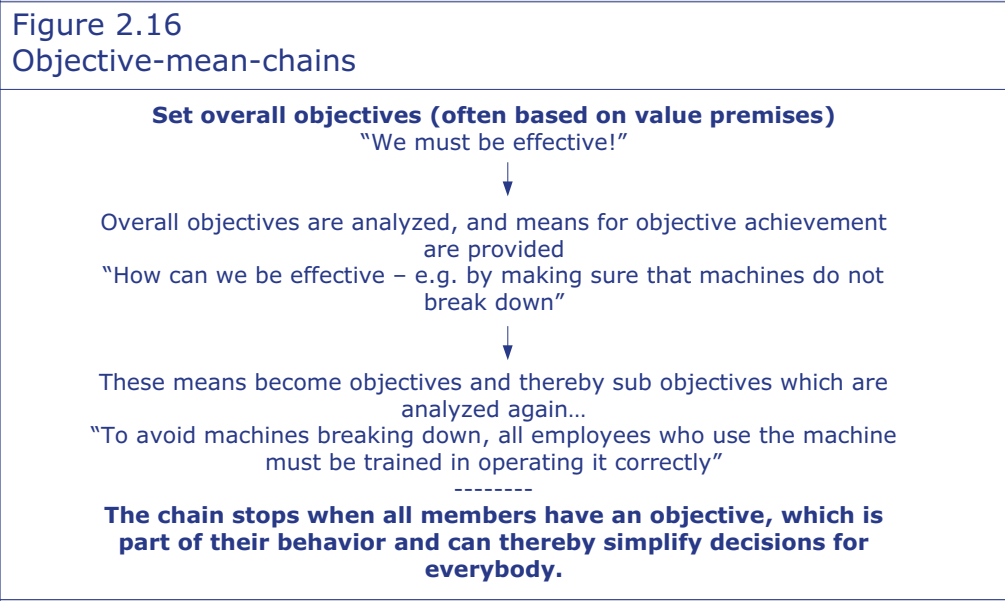 Figure 2.16
Objective-mean-chains
Set overall objectives (often based on value premises)
“We must be effective!”
Overall objectives are analyzed, and means for objective achievement
are provided
“How can we be effective – e.g. by making sure that machines do not
break down”
These means become objectives and thereby sub objectives which are
analyzed again…
“To avoid machines breaking down, all employees who use the machine
must be trained in operating it correctly”
--------
The chain stops when all members have an objective, which is
part of their behavior and can thereby simplify decisions for
everybody.